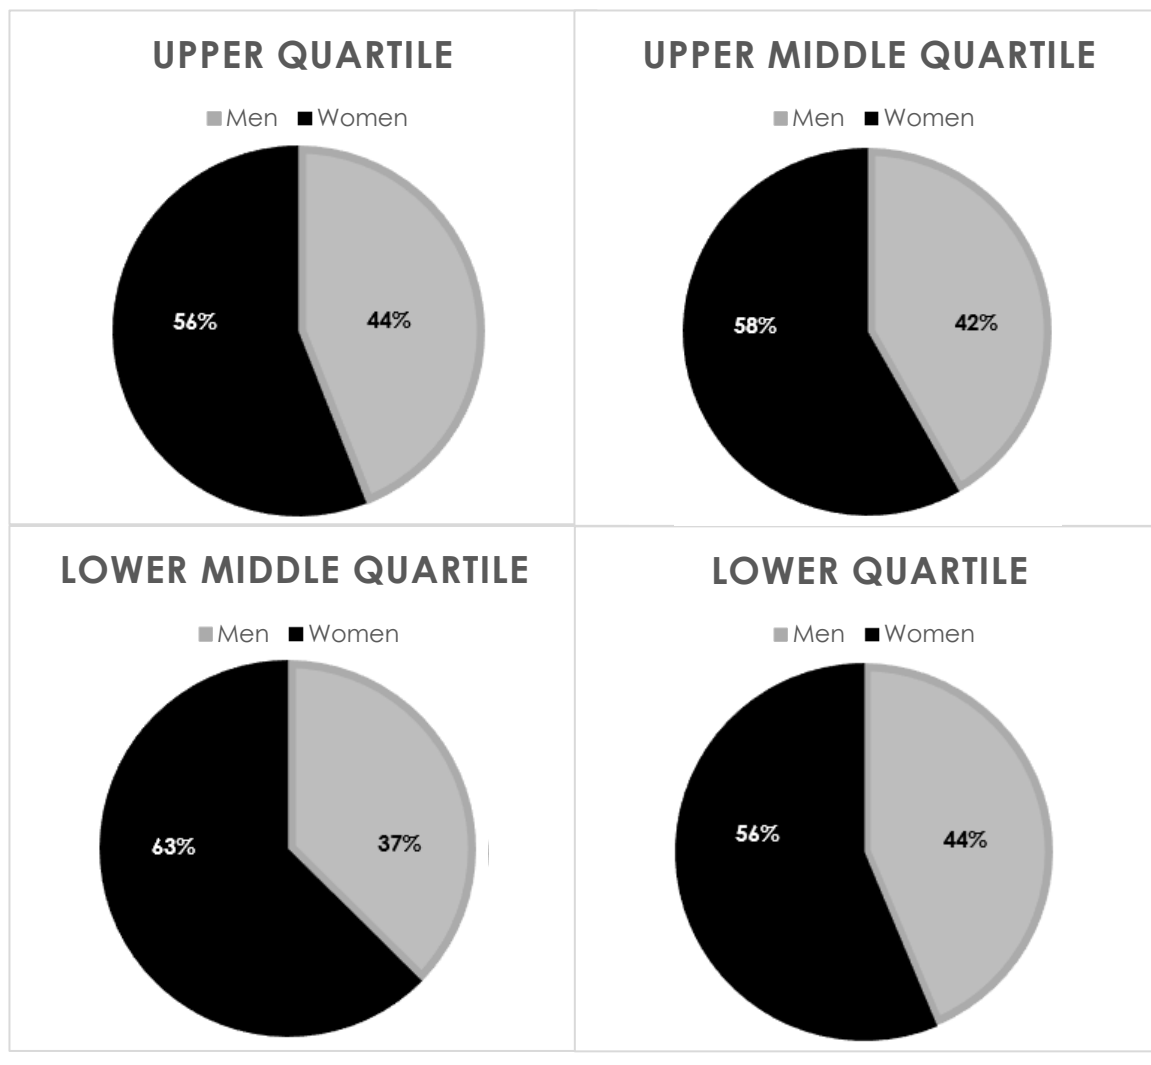 UPPER QUARTILE
Men Women
56%
44%
UPPER MIDDLE QUARTILE
Men Women
58%
42%
LOWER MIDDLE QUARTILE
Men Women
63%
37%
LOWER QUARTILE
Men Women
56%
44%